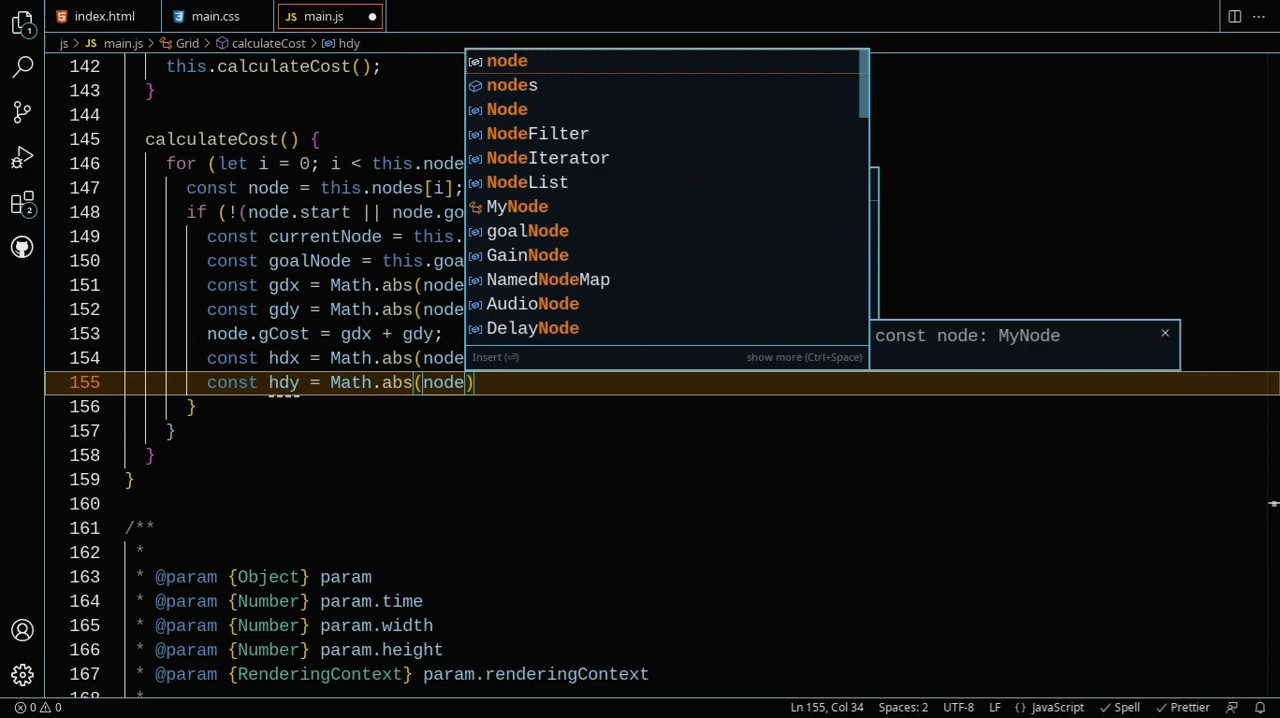 index.html
main.css
JS main.js
js > JS main.js > Grid > calculateCost > hdy
142 this.calculateCost();
143 }
144
145 calculateCost() {
146 for (let i = 0; i < this.node
147 const node = this.nodes[i];
148 if (!(node.start || node.go
149 const currentNode = this.
150 const goalNode = this.goa
151 const gdx = Math.abs(node
152 const gdy = Math.abs(node
153 node.gCost = gdx + gdy;
154 const hdx = Math.abs(node
155 const hdy = Math.abs(node)
156 }
157 }
158 }
159 }
160
161 /**
162 *
163 * @param {Object} param
164 * @param {Number} param.time
165 * @param {Number} param.width
166 * @param {Number} param.height
167 * @param {RenderingContext} param.renderingContext
168 *
node
nodes
Node
NodeFilter
NodeIterator
NodeList
MyNode
goalNode
GainNode
NamedNodeMap
AudioNode
DelayNode
Insert (⏎) show more (Ctrl+Space)
const node: MyNode ×
1
2
0 0 Ln 155, Col 34 Spaces: 2 UTF-8 LF {} JavaScript ✓ Spell ✓ Prettier